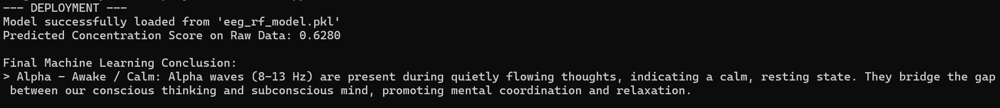 --- DEPLOYMENT ---
Model successfully loaded from 'eeg_rf_model.pkl'
Predicted Concentration Score on Raw Data: 0.6280
Final Machine Learning Conclusion:
> Alpha - Awake / Calm: Alpha waves (8-13 Hz) are present during quietly flowing thoughts, indicating a calm, resting state. They bridge the gap
between our conscious thinking and subconscious mind, promoting mental coordination and relaxation.